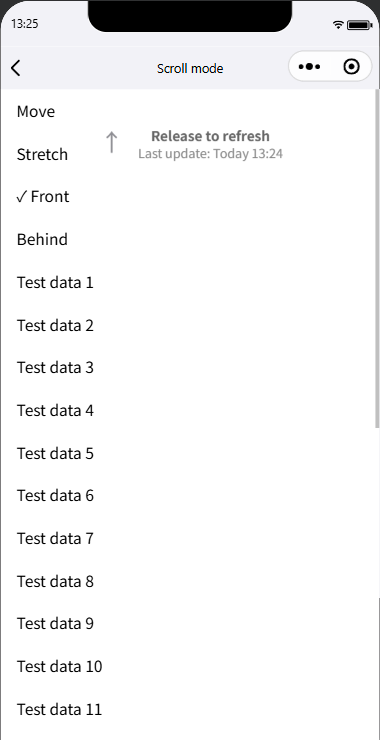 13:25
Scroll mode
Move
Release to refresh
Stretch
Last update: Today 13:24
✓ Front
Behind
Test data 1
Test data 2
Test data 3
Test data 4
Test data 5
Test data 6
Test data 7
Test data 8
Test data 9
Test data 10
Test data 11